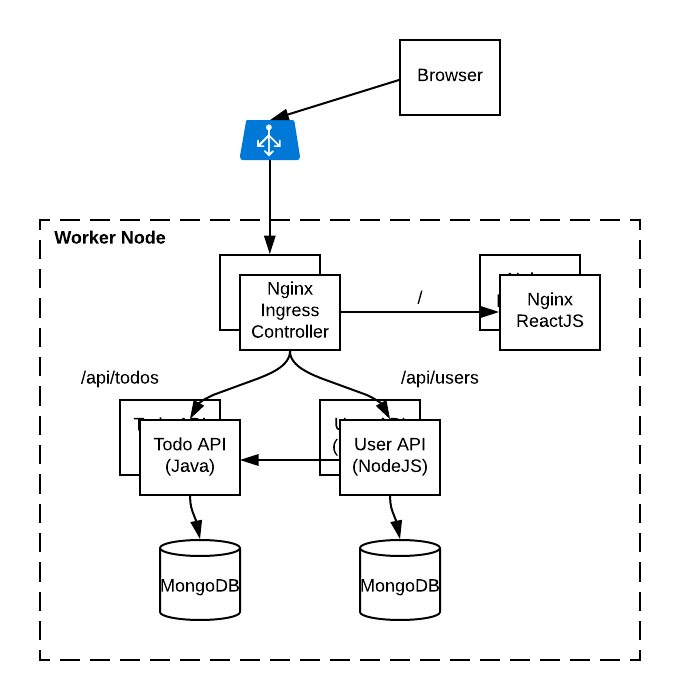 Browser
Worker Node
Nginx
Ingress
Controller
/
Nginx
ReactJS
/api/todos
/api/users
Todo API
(Java)
User API
(NodeJS)
MongoDB
MongoDB